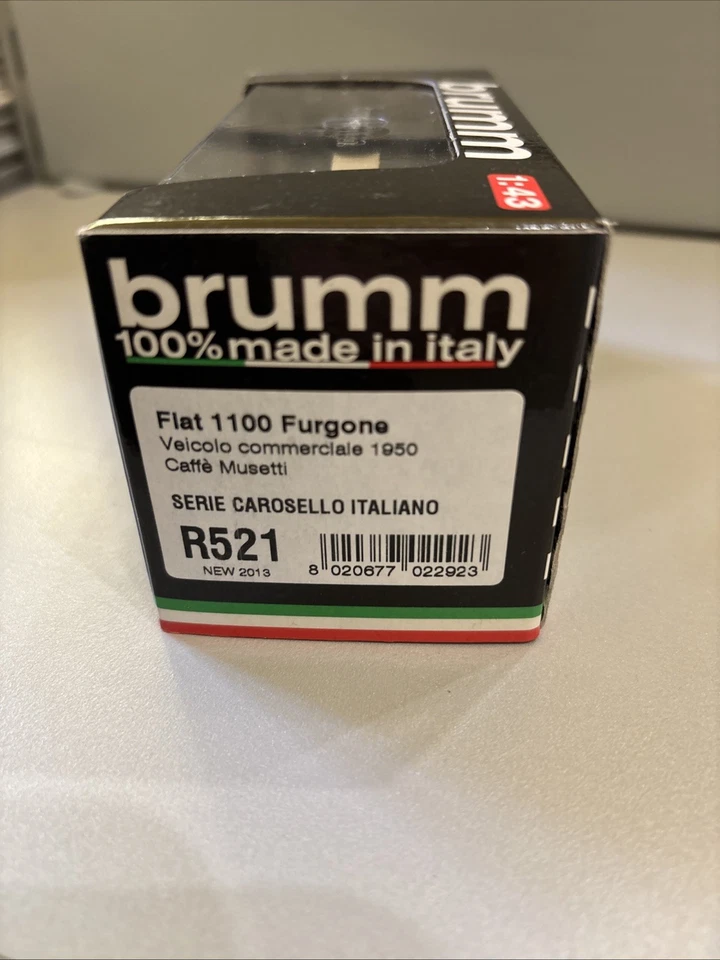 brumm
1:43
brumm
100% made in italy
Fiat 1100 Furgone
Veicolo commerciale 1950
Caffè Musetti
SERIE CAROSELLO ITALIANO
R521
NEW 2013
8 020677 022923